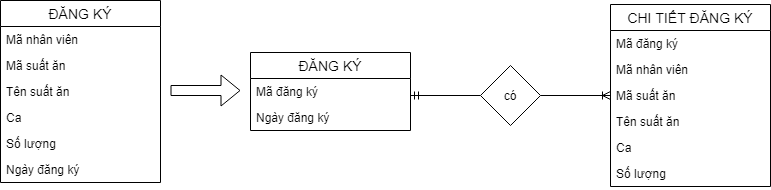 ĐĂNG KÝ
Mã nhân viên
Mã suất ăn
Tên suất ăn
Ca
Số lượng
Ngày đăng ký
ĐĂNG KÝ
Mã đăng ký
Ngày đăng ký
có
CHI TIẾT ĐĂNG KÝ
Mã đăng ký
Mã nhân viên
Mã suất ăn
Tên suất ăn
Ca
Số lượng